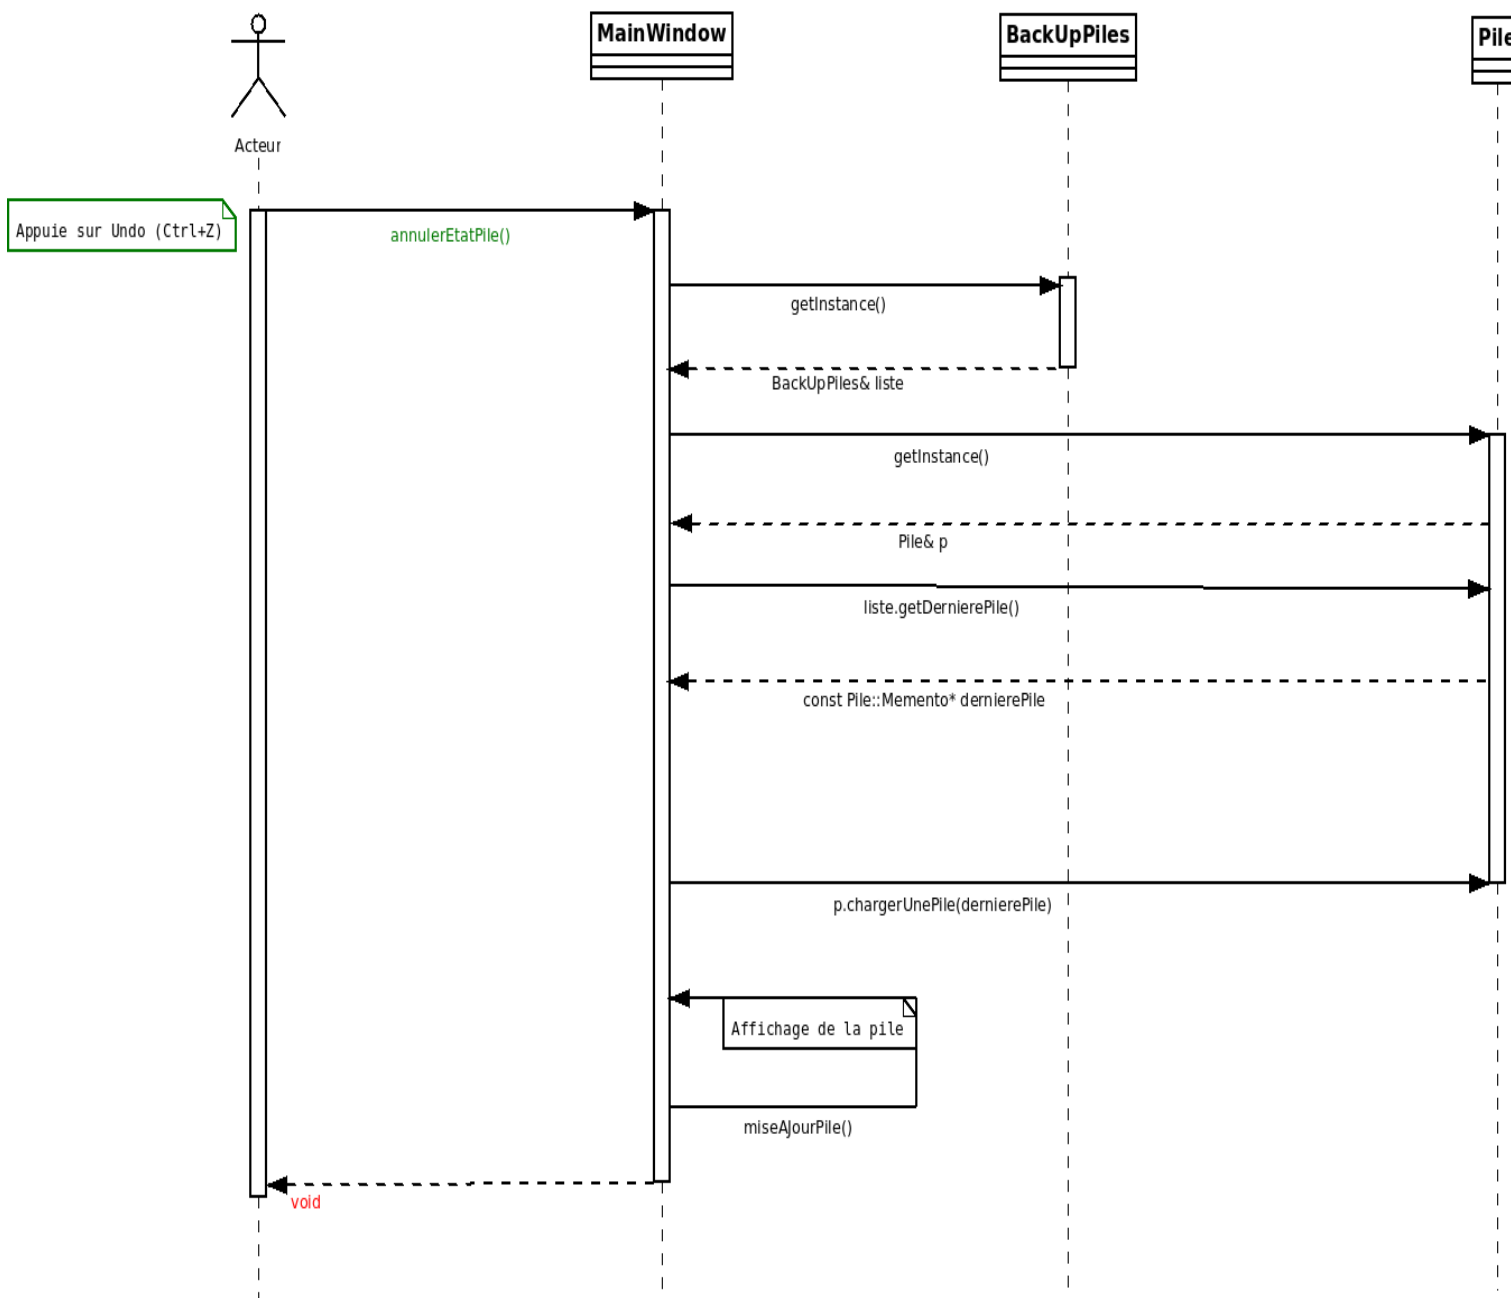 MainWindow
BackUpPiles
Pile
Acteur
Appuie sur Undo (Ctrl+Z)
annulerEtatPile()
getInstance()
BackUpPiles& liste
getInstance()
Pile& p
liste.getDernierePile()
const Pile::Memento* dernierePile
p.chargerUnePile(dernierePile)
Affichage de la pile
miseAJourPile()
void